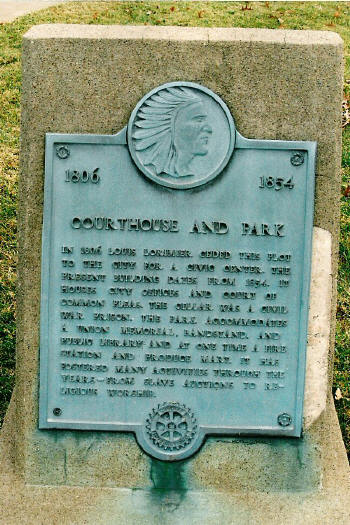 1806
1854
COURTHOUSE AND PARK
IN 1806 LOUIS LORIMIER CEDED THIS PLOT
TO THE CITY FOR A CIVIC CENTER. THE
PRESENT BUILDING DATES FROM 1854. IT
HOUSES CITY OFFICES AND COURT OF
COMMON PLEAS. THE CELLAR WAS A CIVIL
WAR PRISON. THE PARK ACCOMMODATES
A UNION MEMORIAL, BANDSTAND, AND
PUBLIC LIBRARY AND AT ONE TIME A FIRE
STATION AND PRODUCE MART. IT HAS
FOSTERED MANY ACTIVITIES THROUGH THE
YEARS—FROM SLAVE AUCTIONS TO RE-
LIGIOUS WORSHIP.